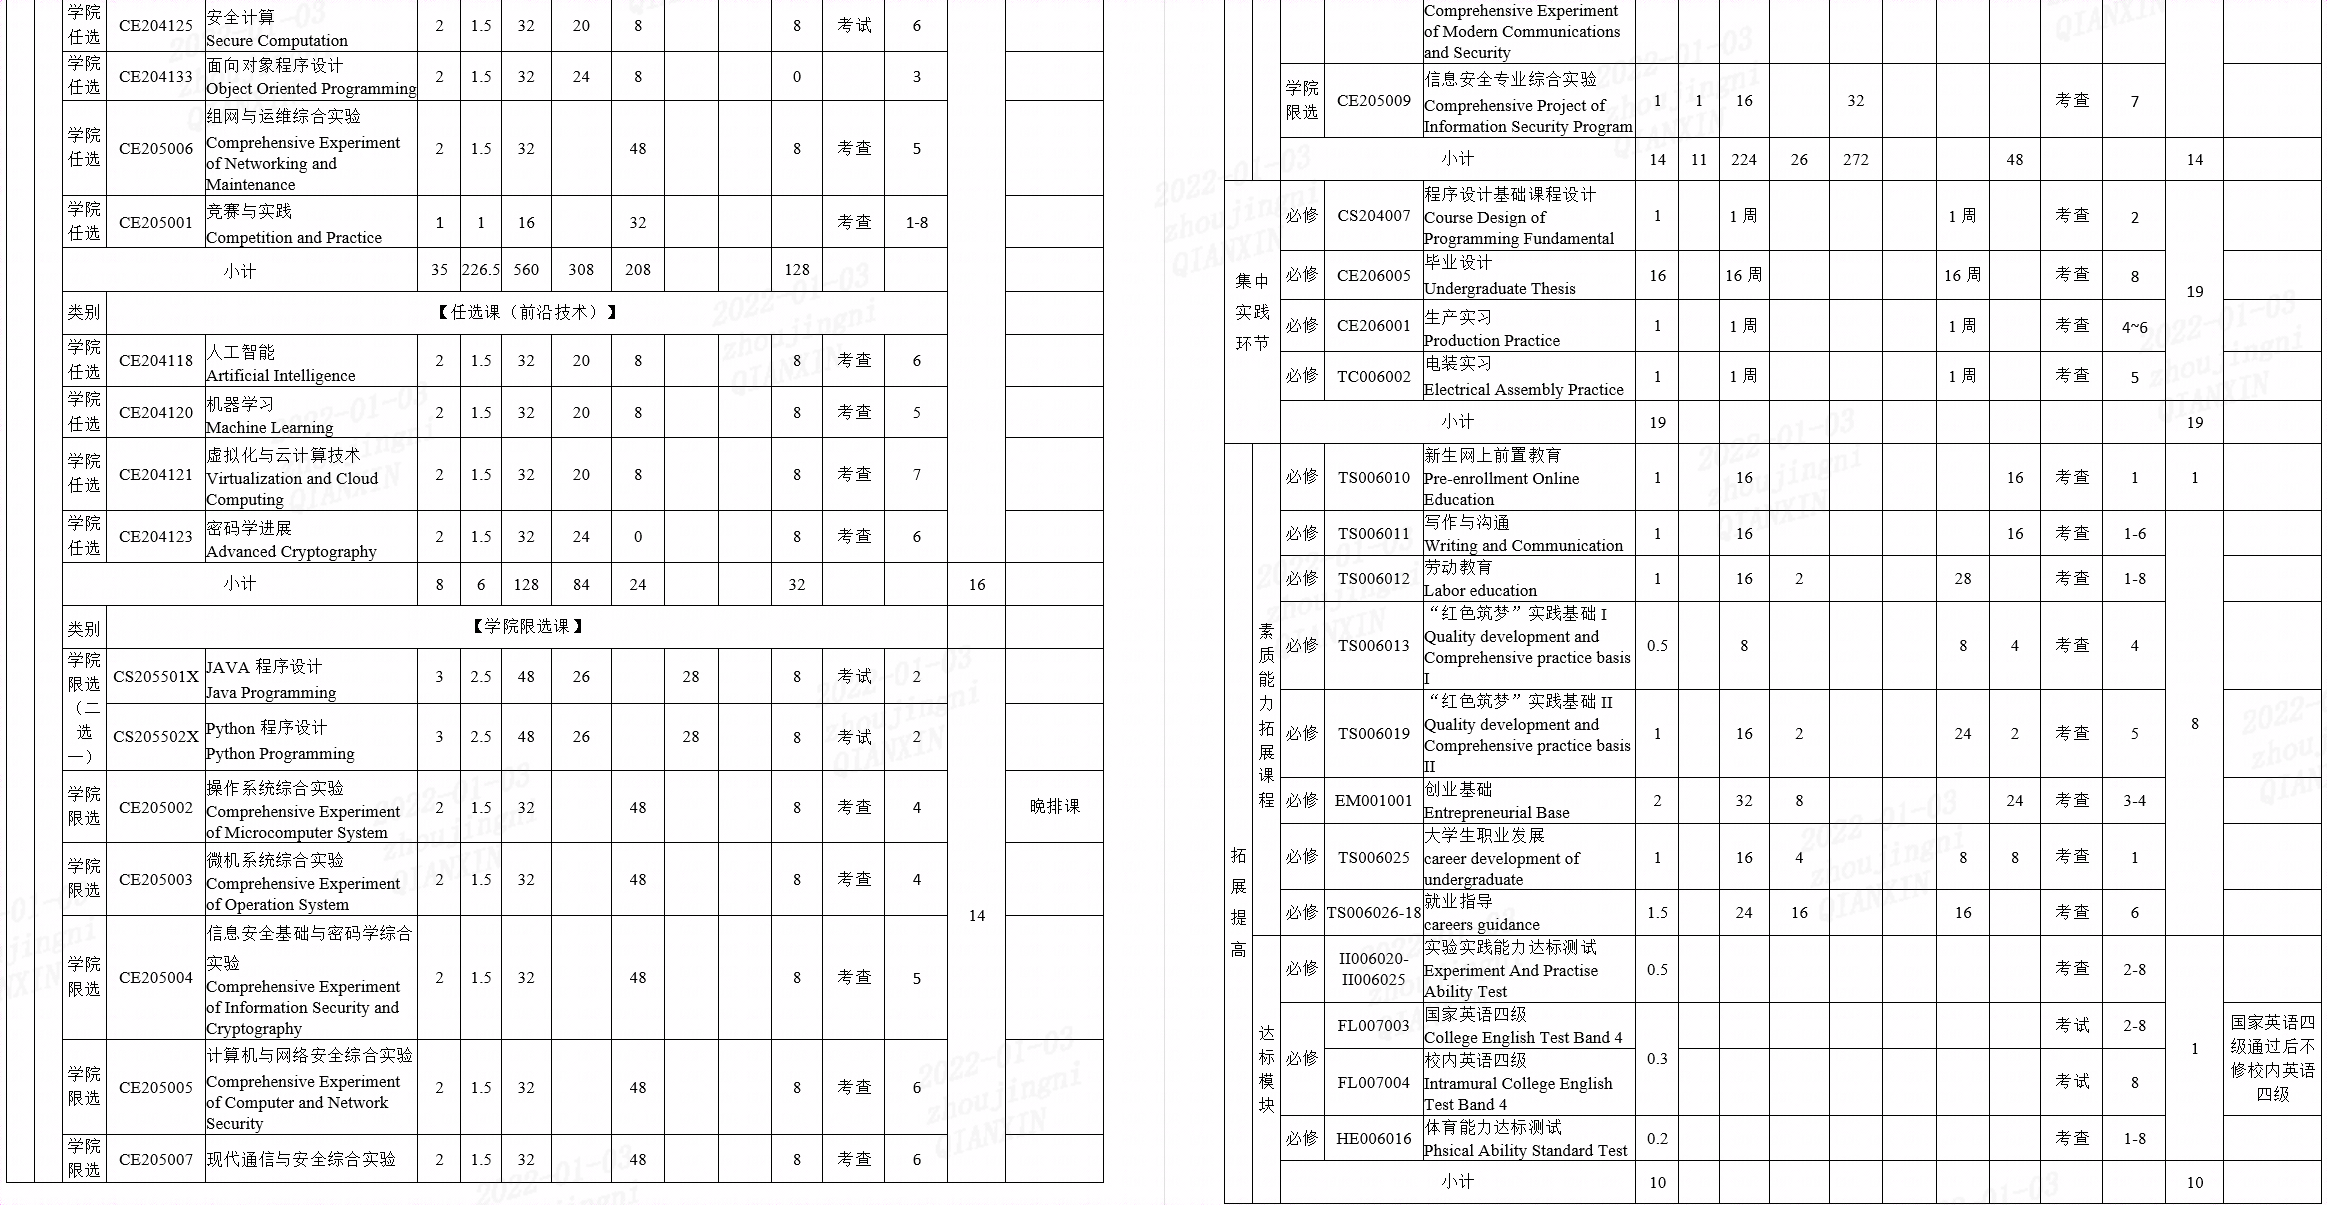 学院 任选 CE204125 安全计算 Secure Computation 2 1.5 32 20 8 8 考试 6
学院 任选 CE204133 面向对象程序设计 Object Oriented Programming 2 1.5 32 24 8 0 3
学院 任选 CE205006 组网与运维综合实验 Comprehensive Experiment of Networking and Maintenance 2 1.5 32 48 8 考查 5
学院 任选 CE205001 竞赛与实践 Competition and Practice 1 1 16 32 考查 1-8
小计 35 226.5 560 308 208 128
类别 【任选课（前沿技术）】
学院 任选 CE204118 人工智能 Artificial Intelligence 2 1.5 32 20 8 8 考查 6
学院 任选 CE204120 机器学习 Machine Learning 2 1.5 32 20 8 8 考查 5
学院 任选 CE204121 虚拟化与云计算技术 Virtualization and Cloud Computing 2 1.5 32 20 8 8 考查 7
学院 任选 CE204123 密码学进展 Advanced Cryptography 2 1.5 32 24 0 8 考查 6
小计 8 6 128 84 24 32 16
类别 【学院限选课】
学院 限选 （二 选 一） CS205501X JAVA 程序设计 Java Programming 3 2.5 48 26 28 8 考试 2
CS205502X Python 程序设计 Python Programming 3 2.5 48 26 28 8 考试 2
学院 限选 CE205002 操作系统综合实验 Comprehensive Experiment of Microcomputer System 2 1.5 32 48 8 考查 4 晚排课
学院 限选 CE205003 微机系统综合实验 Comprehensive Experiment of Operation System 2 1.5 32 48 8 考查 4
14
学院 限选 CE205004 信息安全基础与密码学综合 实验 Comprehensive Experiment of Information Security and Cryptography 2 1.5 32 48 8 考查 5
学院 限选 CE205005 计算机与网络安全综合实验 Comprehensive Experiment of Computer and Network Security 2 1.5 32 48 8 考查 6
学院 限选 CE205007 现代通信与安全综合实验 2 1.5 32 48 8 考查 6
Comprehensive Experiment of Modern Communications and Security
学院 限选 CE205009 信息安全专业综合实验 Comprehensive Project of Information Security Program 1 1 16 32 考查 7
小计 14 11 224 26 272 48 14
集中 实践 环节
必修 CS204007 程序设计基础课程设计 Course Design of Programming Fundamental 1 1 周 1 周 考查 2
必修 CE206005 毕业设计 Undergraduate Thesis 16 16 周 16 周 考查 8
19
必修 CE206001 生产实习 Production Practice 1 1 周 1 周 考查 4~6
必修 TC006002 电装实习 Electrical Assembly Practice 1 1 周 1 周 考查 5
小计 19 19
拓展提高
素质能力拓展课程
必修 TS006010 新生网上前置教育 Pre-enrollment Online Education 1 16 16 考查 1 1
必修 TS006011 写作与沟通 Writing and Communication 1 16 16 考查 1-6
必修 TS006012 劳动教育 Labor education 1 16 2 28 考查 1-8
必修 TS006013 “红色筑梦”实践基础 I Quality development and Comprehensive practice basis I 0.5 8 8 4 考查 4
必修 TS006019 “红色筑梦”实践基础 II Quality development and Comprehensive practice basis II 1 16 2 24 2 考查 5 8
必修 EM001001 创业基础 Entrepreneurial Base 2 32 8 24 考查 3-4
必修 TS006025 大学生职业发展 career development of undergraduate 1 16 4 8 8 考查 1
必修 TS006026-18 就业指导 careers guidance 1.5 24 16 16 考查 6
达标模块
必修 II006020- II006025 实验实践能力达标测试 Experiment And Practise Ability Test 0.5 考查 2-8
必修 FL007003 国家英语四级 College English Test Band 4 0.3 考试 2-8 1 国家英语四 级通过后不 修校内英语 四级
FL007004 校内英语四级 Intramural College English Test Band 4 考试 8
必修 HE006016 体育能力达标测试 Phsical Ability Standard Test 0.2 考查 1-8
小计 10 10
2022-01-03
zhoujingni
QIANXIN